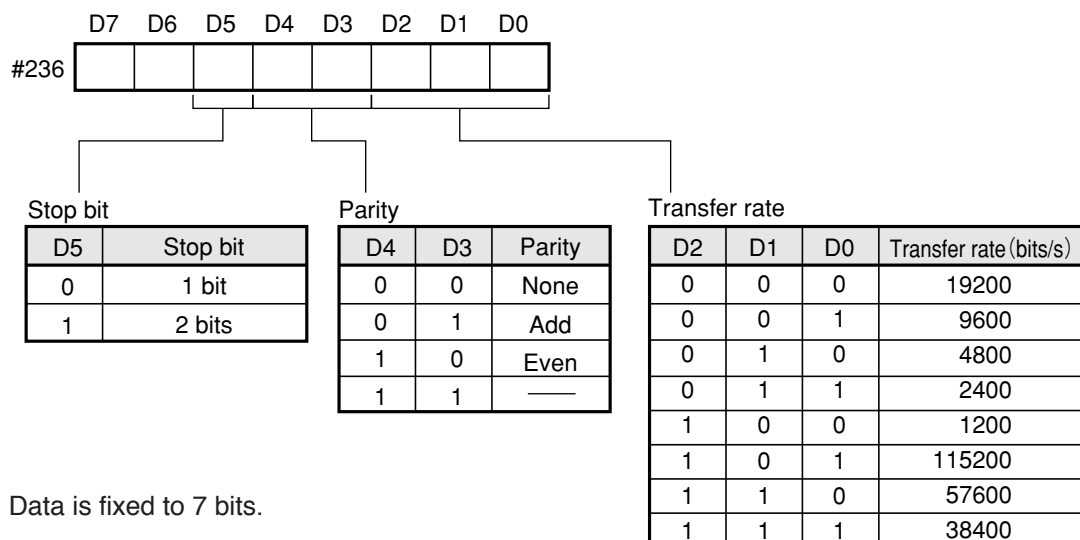 D7 D6 D5 D4 D3 D2 D1 D0
#236
Stop bit
D5 Stop bit
0 1 bit
1 2 bits
Parity
D4 D3 Parity
0 0 None
0 1 Add
1 0 Even
1 1 ——
Transfer rate
D2 D1 D0 Transfer rate(bits/s)
0 0 0 19200
0 0 1 9600
0 1 0 4800
0 1 1 2400
1 0 0 1200
1 0 1 115200
1 1 0 57600
1 1 1 38400
Data is fixed to 7 bits.